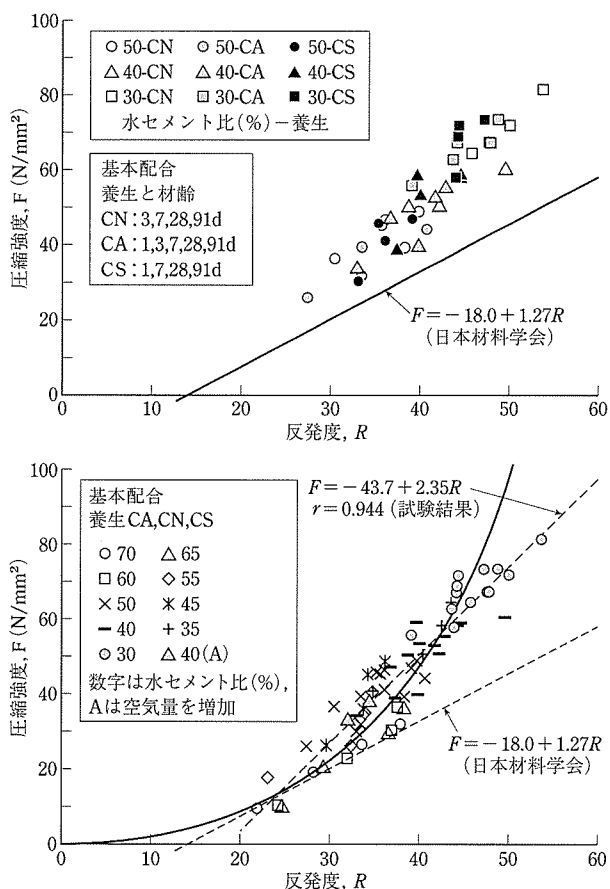 100
80
60
40
20
0
圧縮強度, F (N/mm²)
○ 50-CN ○ 50-CA ● 50-CS
△ 40-CN △ 40-CA ▲ 40-CS
□ 30-CN □ 30-CA ■ 30-CS
水セメント比(%)－養生
基本配合
養生と材齢
CN : 3,7,28,91d
CA : 1,3,7,28,91d
CS : 1,7,28,91d
F＝－18.0＋1.27R
(日本材料学会)
0 10 20 30 40 50 60
反発度, R
100
80
60
40
20
0
圧縮強度, F (N/mm²)
基本配合
養生CA,CN,CS
○ 70 △ 65
□ 60 ◇ 55
× 50 ＊ 45
－ 40 ＋ 35
○ 30 △ 40(A)
数字は水セメント比(%),
Aは空気量を増加
F＝－43.7＋2.35R
r＝0.944 (試験結果)
F＝－18.0＋1.27R
(日本材料学会)
0 10 20 30 40 50 60
反発度, R